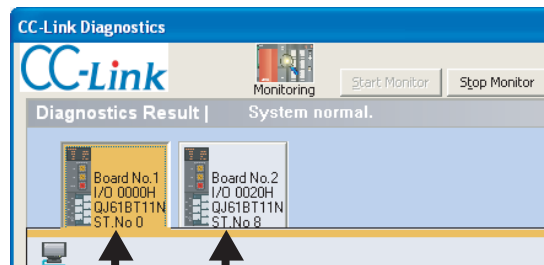 CC-Link Diagnostics
CC-Link
Monitoring
Start Monitor
Stop Monitor
Diagnostics Result |
System normal.
Board No.1
I/O 0000H
QJ61BT11N
ST.No 0
Board No.2
I/O 0020H
QJ61BT11N
ST.No 8